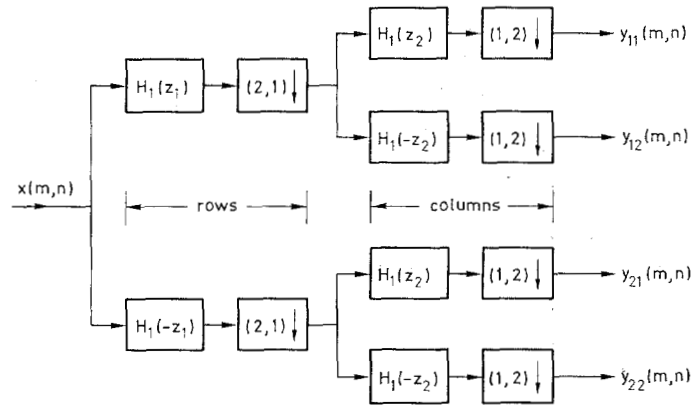 H₁(z₂) (1,2)↓ y₁₁(m,n)
H₁(z₁) (2,1)↓
H₁(-z₂) (1,2)↓ y₁₂(m,n)
x(m,n)
rows columns
H₁(z₂) (1,2)↓ y₂₁(m,n)
H₁(-z₁) (2,1)↓
H₁(-z₂) (1,2)↓ y₂₂(m,n)